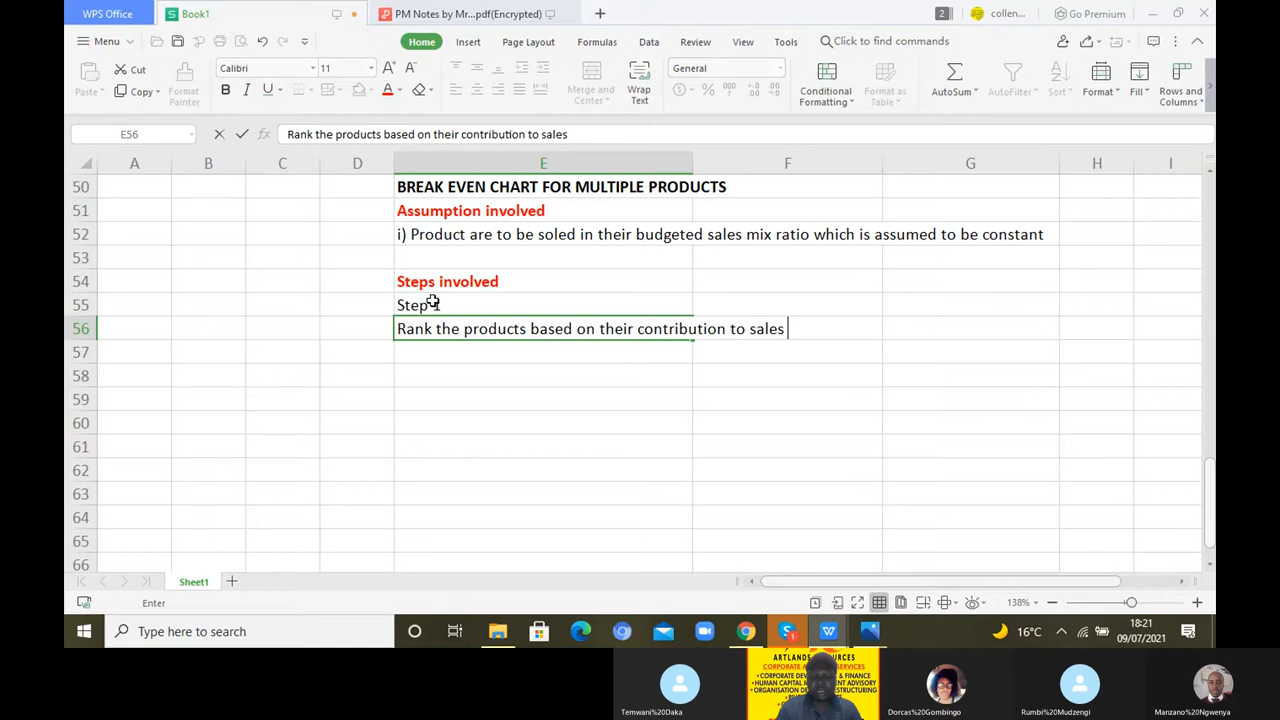 WPS Office
Book1
PM Notes by Mr...pdf(Encrypted)
2
collen...
Go Premium
Menu
Home
Insert
Page Layout
Formulas
Data
Review
View
Tools
Click to find commands
Paste
Cut
Copy
Format Painter
Calibri
11
Merge and Center
Wrap Text
General
Conditional Formatting
Format as Table
AutoSum
AutoFilter
Sort
Format
Fill
Rows and Columns
E56
Rank the products based on their contribution to sales
A B C D E F G H I
50 BREAK EVEN CHART FOR MULTIPLE PRODUCTS
51 Assumption involved
52 i) Product are to be soled in their budgeted sales mix ratio which is assumed to be constant
53
54 Steps involved
55 Step 1
56 Rank the products based on their contribution to sales
57
58
59
60
61
62
63
64
65
66
Sheet1
Enter
138%
Type here to search
16°C
18:21
09/07/2021
ARTLANDS
Temwani%20Daka
Dorcas%20Gombingo
Rumbi%20Mudzengi
Manzano%20Ngwenya